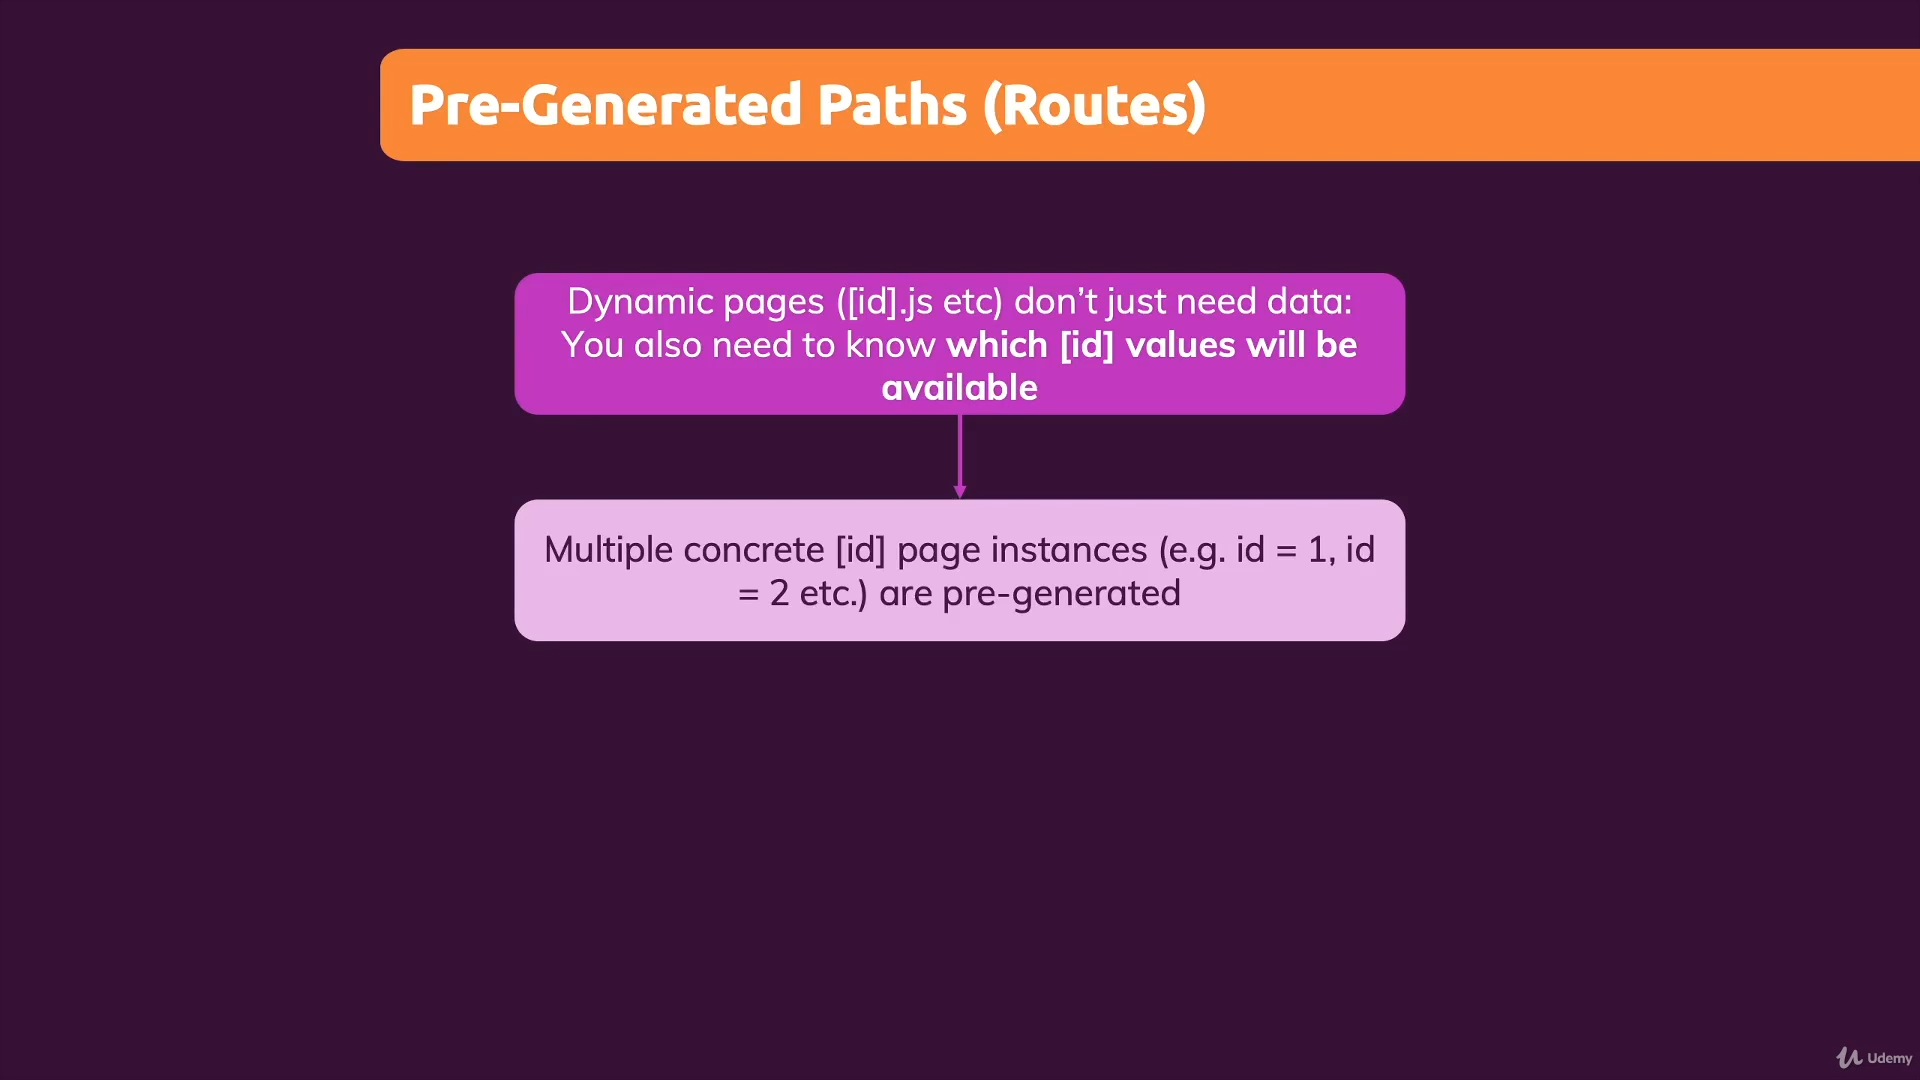 Pre-Generated Paths (Routes)
Dynamic pages ([id].js etc) don’t just need data:
You also need to know which [id] values will be
available
Multiple concrete [id] page instances (e.g. id = 1, id
= 2 etc.) are pre-generated
Udemy